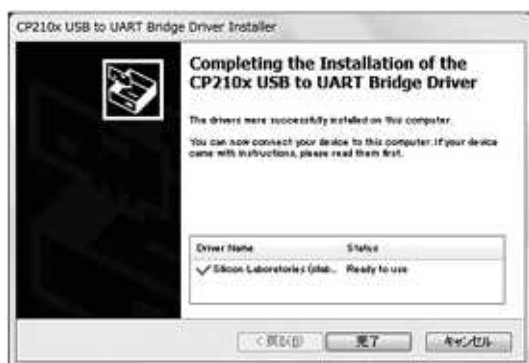 CP210x USB to UART Bridge Driver Installer
Completing the Installation of the
CP210x USB to UART Bridge Driver
The drivers were successfully installed on this computer.
You can now connect your device to this computer. If your device
came with instructions, please read them first.
Driver Name Status
Silicon Laboratories (silab... Ready to use
< 戻る(B) 完了 キャンセル